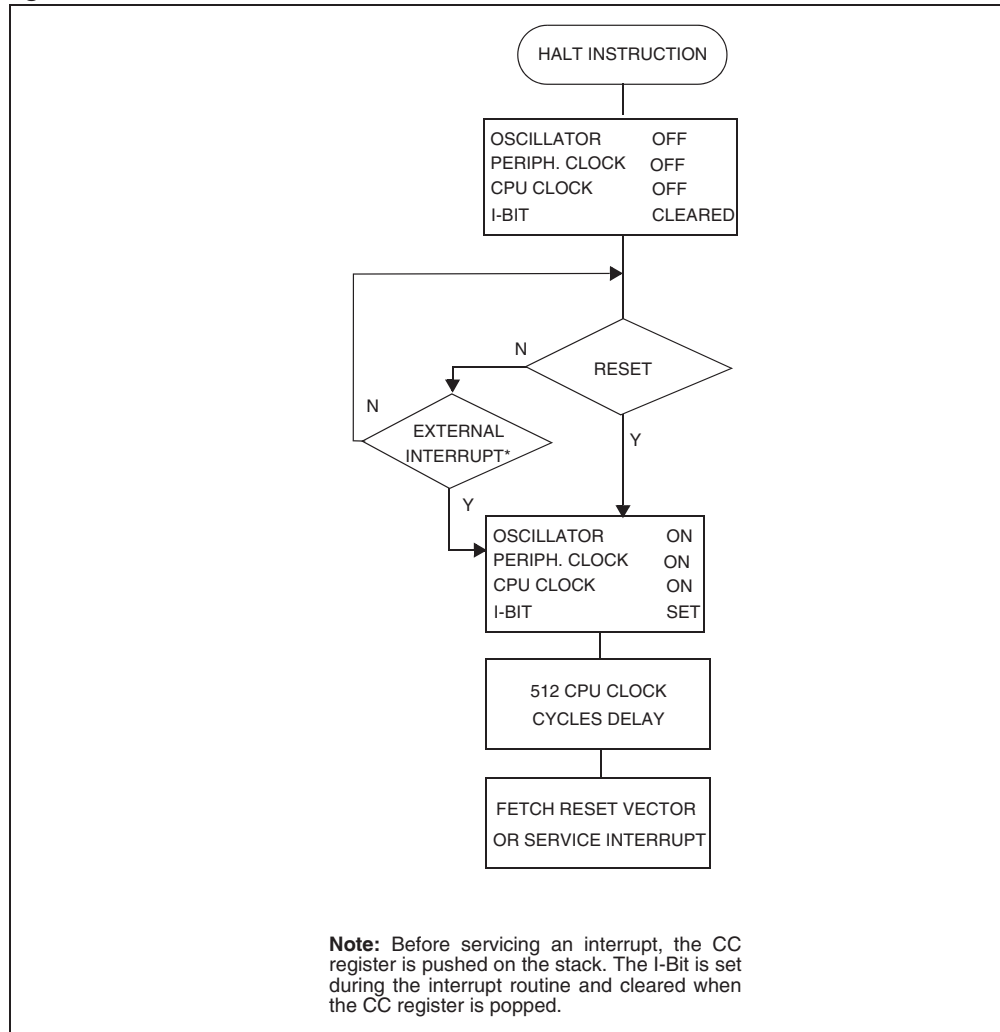 HALT INSTRUCTION
OSCILLATOR OFF
PERIPH. CLOCK OFF
CPU CLOCK OFF
I-BIT CLEARED
N
RESET
N
EXTERNAL
INTERRUPT*
Y
Y
OSCILLATOR ON
PERIPH. CLOCK ON
CPU CLOCK ON
I-BIT SET
512 CPU CLOCK
CYCLES DELAY
FETCH RESET VECTOR
OR SERVICE INTERRUPT
Note: Before servicing an interrupt, the CC
register is pushed on the stack. The I-Bit is set
during the interrupt routine and cleared when
the CC register is popped.